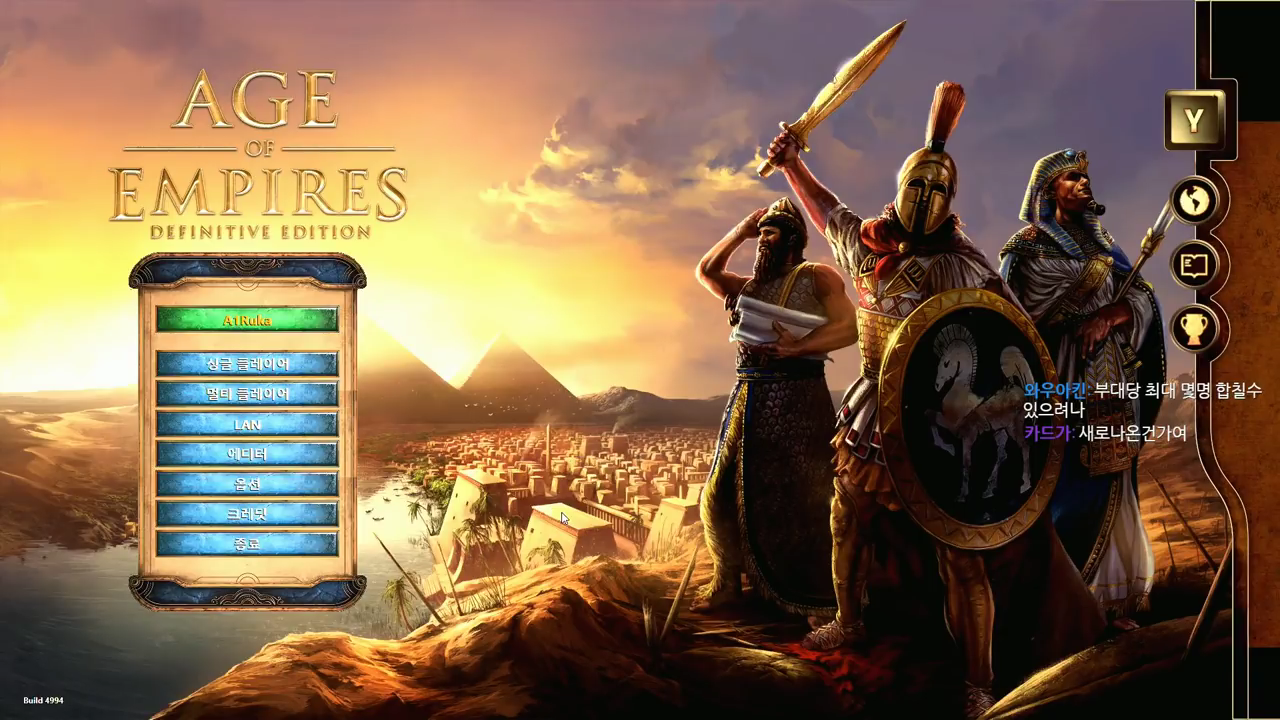 AGE
OF
EMPIRES
DEFINITIVE EDITION
A1Ruka
싱글 플레이어
멀티 플레이어
LAN
에디터
옵션
크레딧
종료
Y
와우아킨: 부대당 최대 몇명 합칠수
있으려나
카드가: 새로나온건가여
Build 4994